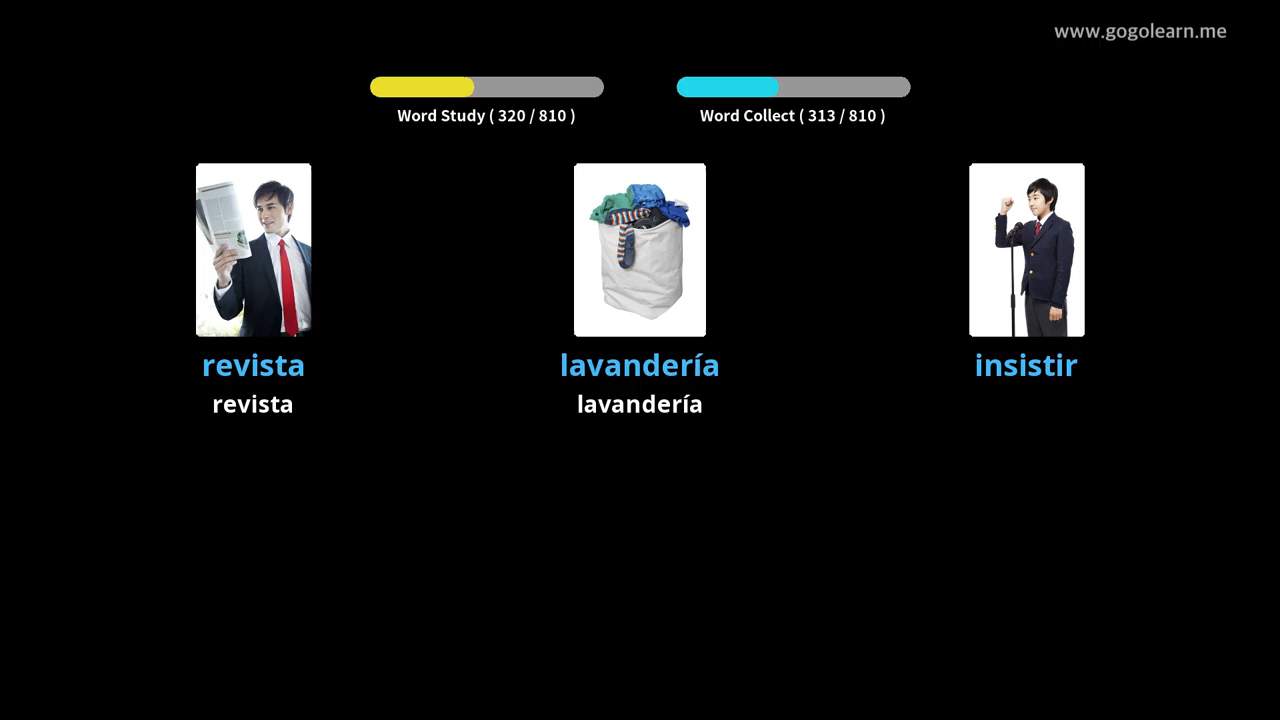 www.gogolearn.me
Word Study ( 320 / 810 )
Word Collect ( 313 / 810 )
revista
lavandería
insistir
revista
lavandería